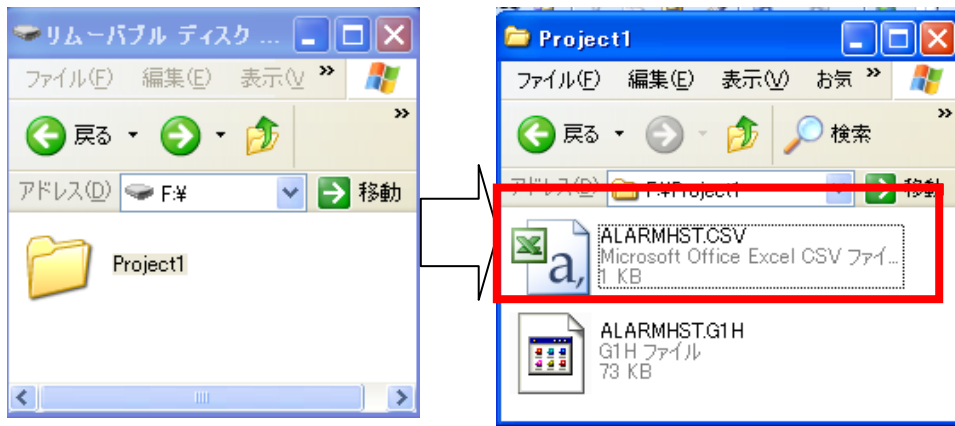 リムーバブル ディスク ...
ファイル(F) 編集(E) 表示(V »
»
戻る
アドレス(D) F:¥ 移動
Project1
Project1
ファイル(F) 編集(E) 表示(V) お気 »
»
戻る 検索
アドレス(D) F:¥Project1 移動
ALARMHST.CSV
Microsoft Office Excel CSV ファイ...
1 KB
ALARMHST.G1H
G1H ファイル
73 KB